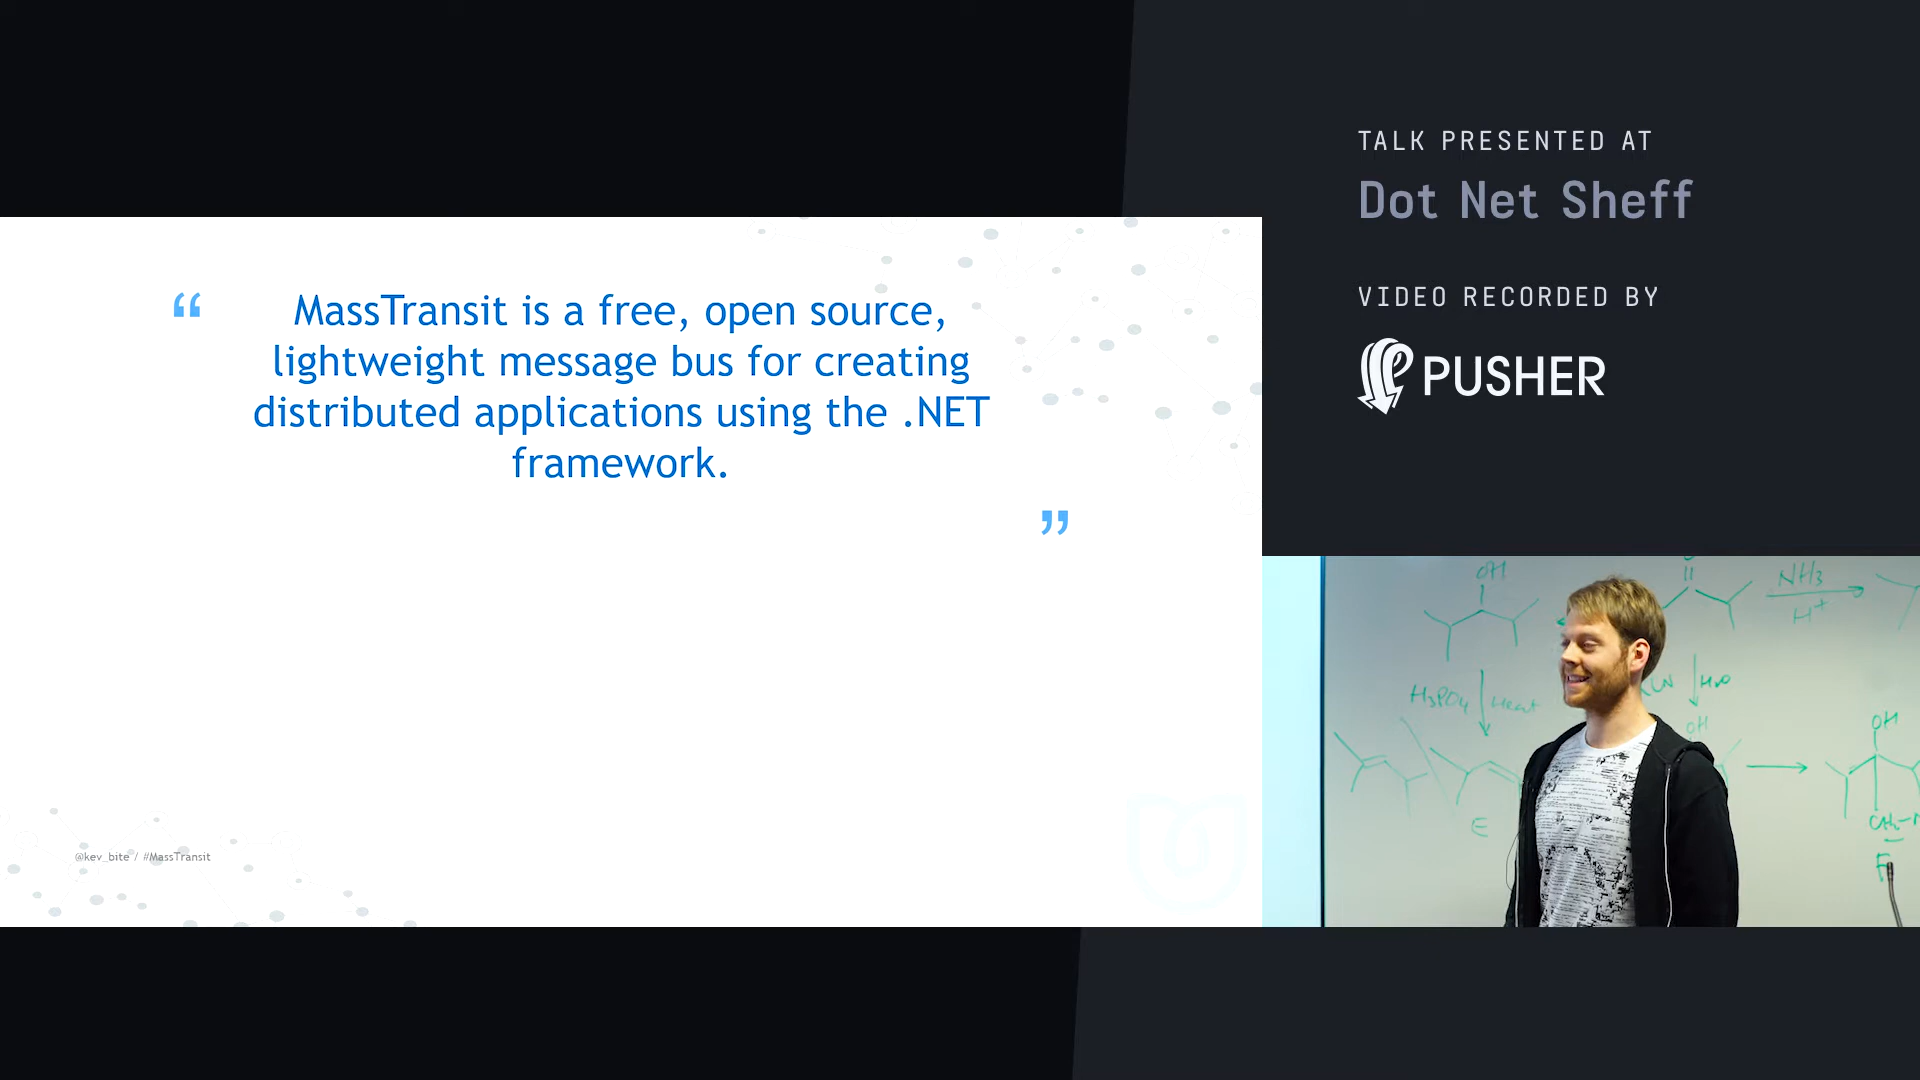 TALK PRESENTED AT
Dot Net Sheff
VIDEO RECORDED BY
PUSHER
“ MassTransit is a free, open source,
lightweight message bus for creating
distributed applications using the .NET
framework.
”
@kev_bite / #MassTransit
OH
NH3
H+
H3PO4
Heat
H2O
OH
OH
E
F